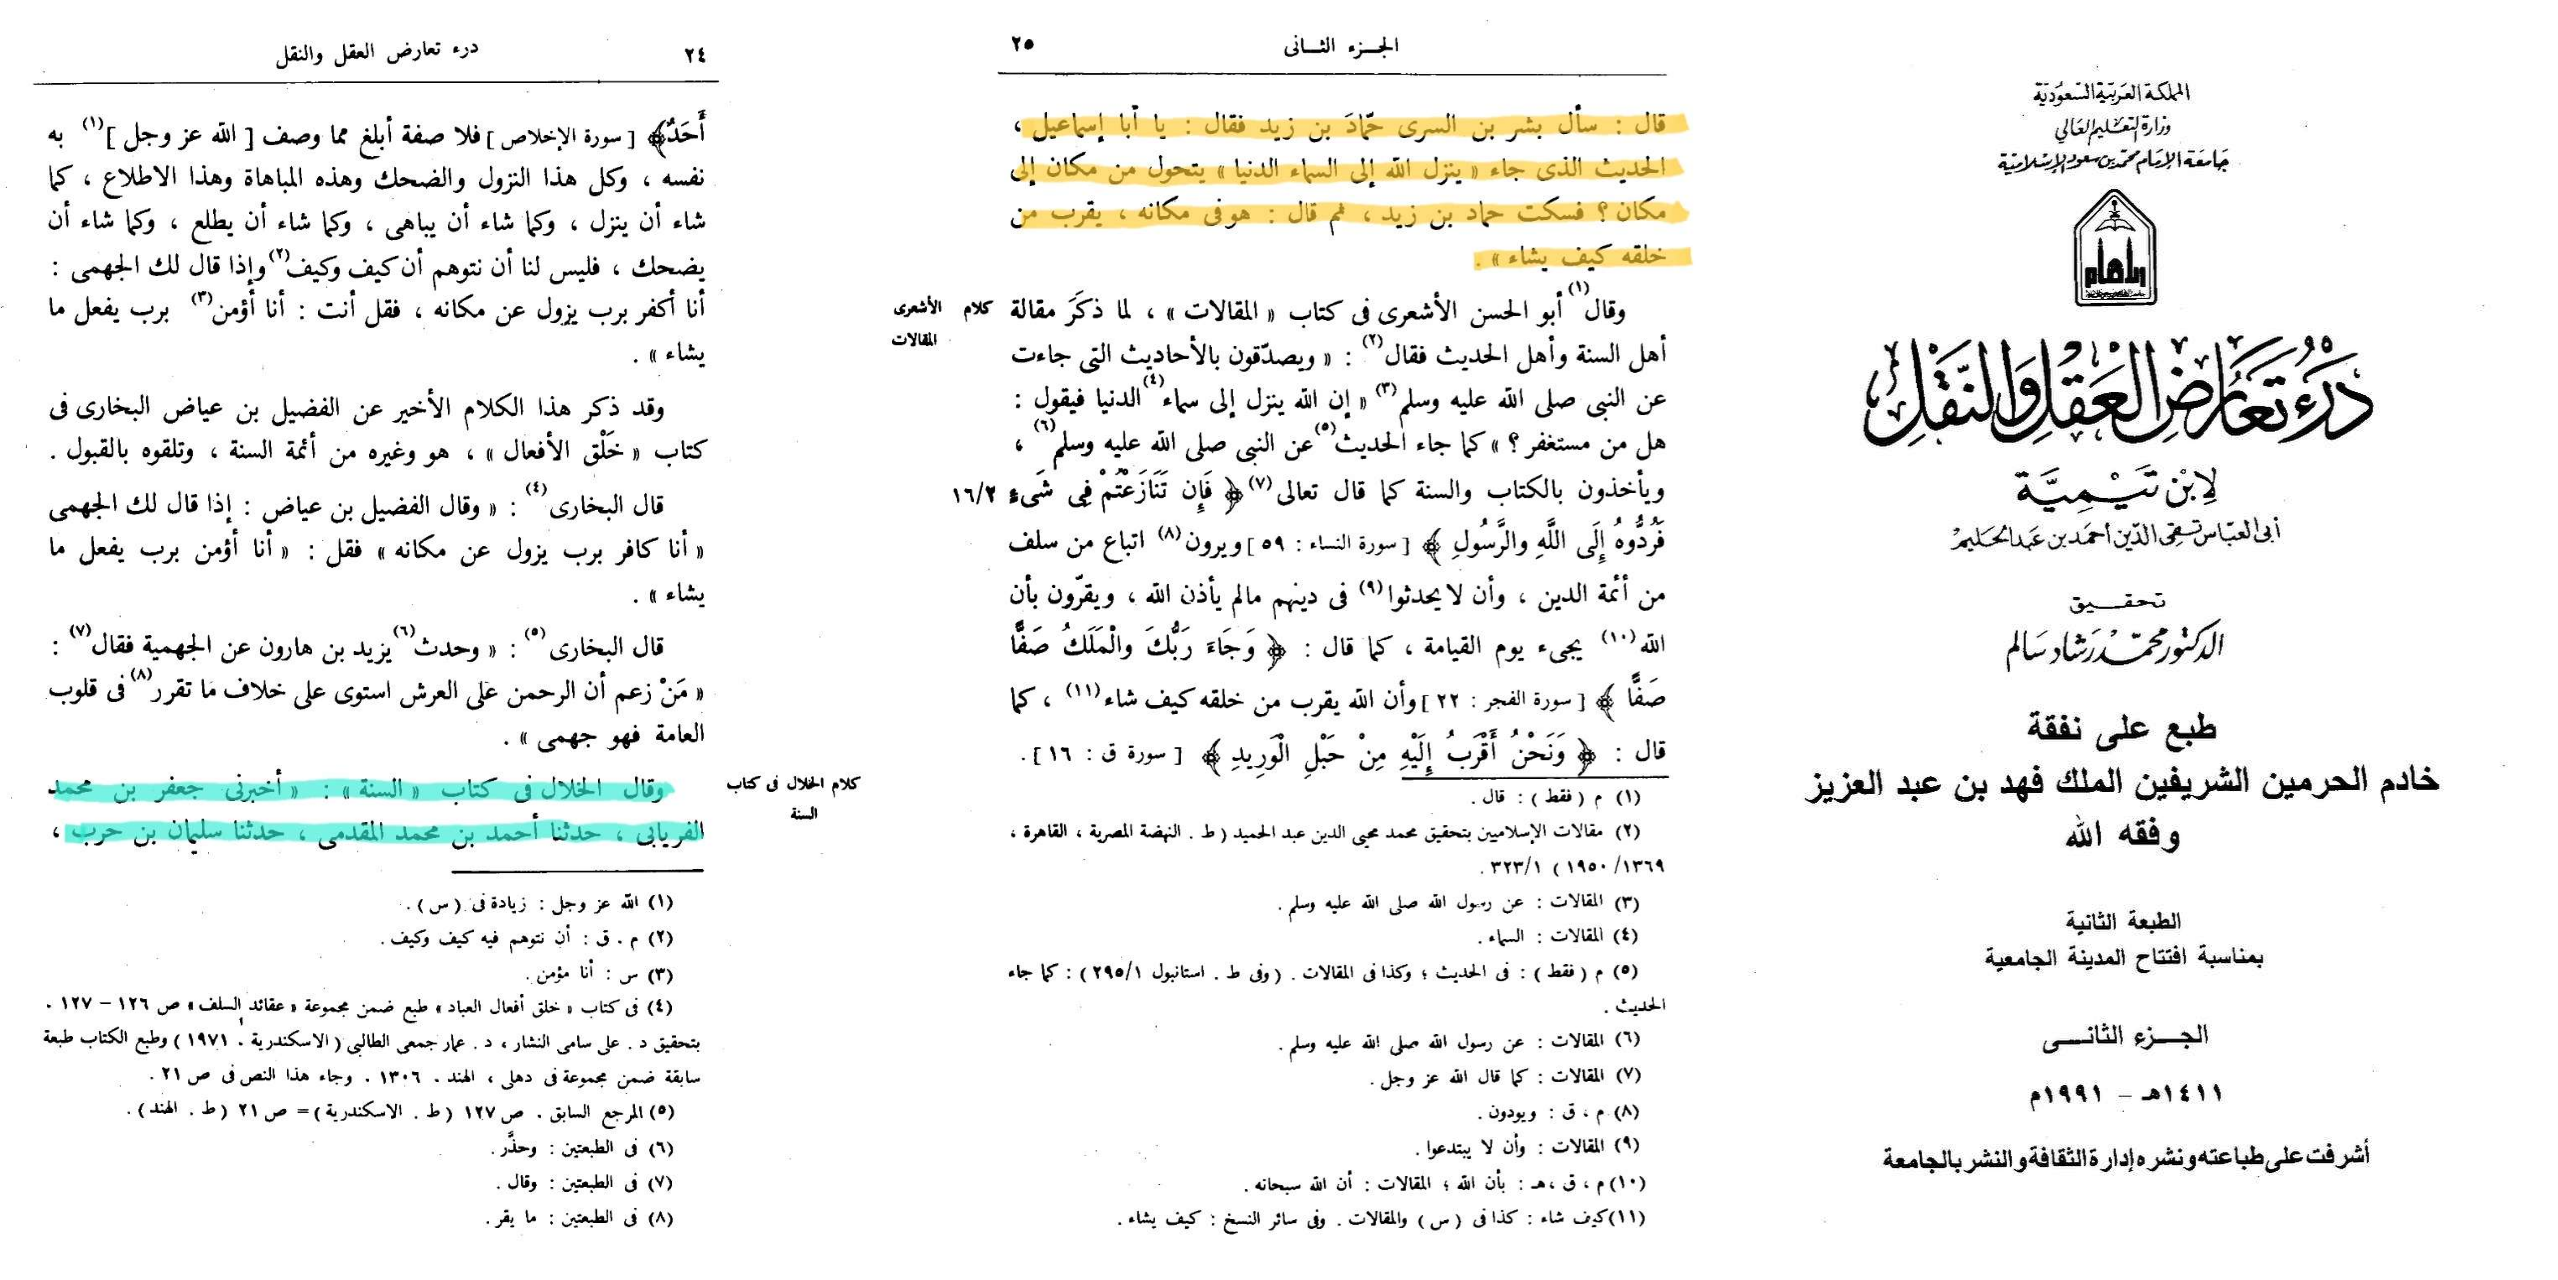 المملكة العربية السعودية
وزارة التعليم العالي
جامعة الإمام محمد بن سعود الإسلامية
درء تعارض العقل والنقل
لابن تيمية
أبي العباس تقي الدين أحمد بن عبد الحليم
تحقيق
الدكتور محمد رشاد سالم
طبع على نفقة
خادم الحرمين الشريفين الملك فهد بن عبد العزيز
وفقه الله
الطبعة الثانية
بمناسبة افتتاح المدينة الجامعية
الجزء الثانى
١٤١١هـ – ١٩٩١م
أشرفت على طباعته ونشره إدارة الثقافة والنشر بالجامعة
٢٤
درء تعارض العقل والنقل
أَحَدٌ﴾ [ سورة الإخلاص ] فلا صفة أبلغ مما وصف [ الله عز وجل ](١) به
نفسه ، وكل هذا النزول والضحك وهذه المباهاة وهذا الاطلاع ، كما
شاء أن ينزل ، وكما شاء أن يباهى ، وكما شاء أن يطلع ، وكما شاء أن
يضحك ، فليس لنا أن نتوهم أن كيف وكيف(٢) وإذا قال لك الجهمى :
أنا أكفر برب يزول عن مكانه ، فقل أنت : أنا أؤمن(٣) برب يفعل ما
يشاء » .
وقد ذكر هذا الكلام الأخير عن الفضيل بن عياض البخارى فى
كتاب « خَلْق الأفعال » ، هو وغيره من أئمة السنة ، وتلقوه بالقبول .
قال البخارى(٤) : « وقال الفضيل بن عياض : إذا قال لك الجهمى
« أنا كافر برب يزول عن مكانه » فقل : « أنا أؤمن برب يفعل ما
يشاء » .
قال البخارى(٥) : « وحدث(٦) يزيد بن هارون عن الجهمية فقال(٧) :
« مَنْ زعم أن الرحمن على العرش استوى على خلاف ما تقرر(٨) فى قلوب
العامة فهو جهمى » .
وقال الخلال فى كتاب « السنة » : « أخبرنى جعفر بن محمد
الفريابى ، حدثنا أحمد بن محمد المقدمى ، حدثنا سليمان بن حرب ،
كلام الخلال فى كتاب
السنة
(١) الله عز وجل : زيادة فى ( س ) .
(٢) م ، ق : أن نتوهم فيه كيف وكيف .
(٣) س : أنا مؤمن .
(٤) فى كتاب « خلق أفعال العباد » طبع ضمن مجموعة « عقائد السلف » ص ١٢٦ – ١٢٧ .
بتحقيق د . على سامى النشار ، د . عمار جمعى الطالبى ( الاسكندرية ، ١٩٧١ ) وطبع الكتاب طبعة
سابقة ضمن مجموعة فى دهلى ، الهند ، ١٣٠٦ ، وجاء هذا النص فى ص ٢١ .
(٥) المرجع السابق ، ص ١٢٧ ( ط . الاسكندرية ) = ص ٢١ ( ط . الهند ) .
(٦) فى الطبعتين : وحذَّر .
(٧) فى الطبعتين : وقال .
(٨) فى الطبعتين : ما يقر .
الجزء الثانى
٢٥
قال : سأل بشر بن السرى حمّادَ بن زيد فقال : يا أبا إسماعيل ،
الحديث الذى جاء « ينزل الله إلى السماء الدنيا » يتحول من مكان إلى
مكان ؟ فسكت حماد بن زيد ، ثم قال : هو فى مكانه ، يقرب من
خلقه كيف يشاء » .
وقال(١) أبو الحسن الأشعرى فى كتاب « المقالات » ، لما ذكَرَ مقالة
أهل السنة وأهل الحديث فقال(٢) : « ويصدّقون بالأحاديث التى جاءت
عن النبى صلى الله عليه وسلم(٣) « إن الله ينزل إلى سماء(٤) الدنيا فيقول :
هل من مستغفر ؟ » كما جاء الحديث(٥) عن النبى صلى الله عليه وسلم(٦) ،
ويأخذون بالكتاب والسنة كما قال تعالى(٧) ﴿ فَإِن تَنَازَعْتُمْ فِى شَىءٍ
فَرُدُّوهُ إِلَى اللَّهِ والرَّسُولِ ﴾ [ سورة النساء : ٥٩ ] ويرون(٨) اتباع من سلف
من أئمة الدين ، وأن لا يحدثوا(٩) فى دينهم مالم يأذن الله ، ويقرّون بأن
الله(١٠) يجىء يوم القيامة ، كما قال : ﴿ وَجَاءَ رَبُّكَ والْمَلَكُ صَفًّا
صَفًّا ﴾ [ سورة الفجر : ٢٢ ] وأن الله يقرب من خلقه كيف شاء(١١) ، كما
قال : ﴿ وَنَحْنُ أَقْرَبُ إِلَيْهِ مِنْ حَبْلِ الْوَرِيدِ ﴾ [ سورة ق : ١٦ ] .
كلام الأشعرى
المقالات
١٦/٢
(١) م ( فقط ) : قال .
(٢) مقالات الإسلاميين بتحقيق محمد محيى الدين عبد الحميد ( ط . النهضة المصرية ، القاهرة ،
١٣٦٩/١٩٥٠ ) ٣٢٣/١ .
(٣) المقالات : عن رسول الله صلى الله عليه وسلم .
(٤) المقالات : السماء .
(٥) م ( فقط ) : فى الحديث ؛ وكذا فى المقالات . ( وفى ط . استانبول ٢٩٥/١ ) : كما جاء
الحديث .
(٦) المقالات : عن رسول الله صلى الله عليه وسلم .
(٧) المقالات : كما قال الله عز وجل .
(٨) م ، ق : ويودون .
(٩) المقالات : وأن لا يبتدعوا .
(١٠) م ، ق ، هـ : بأن الله ؛ المقالات : أن الله سبحانه .
(١١) كيف شاء : كذا فى ( س ) والمقالات . وفى سائر النسخ : كيف يشاء .